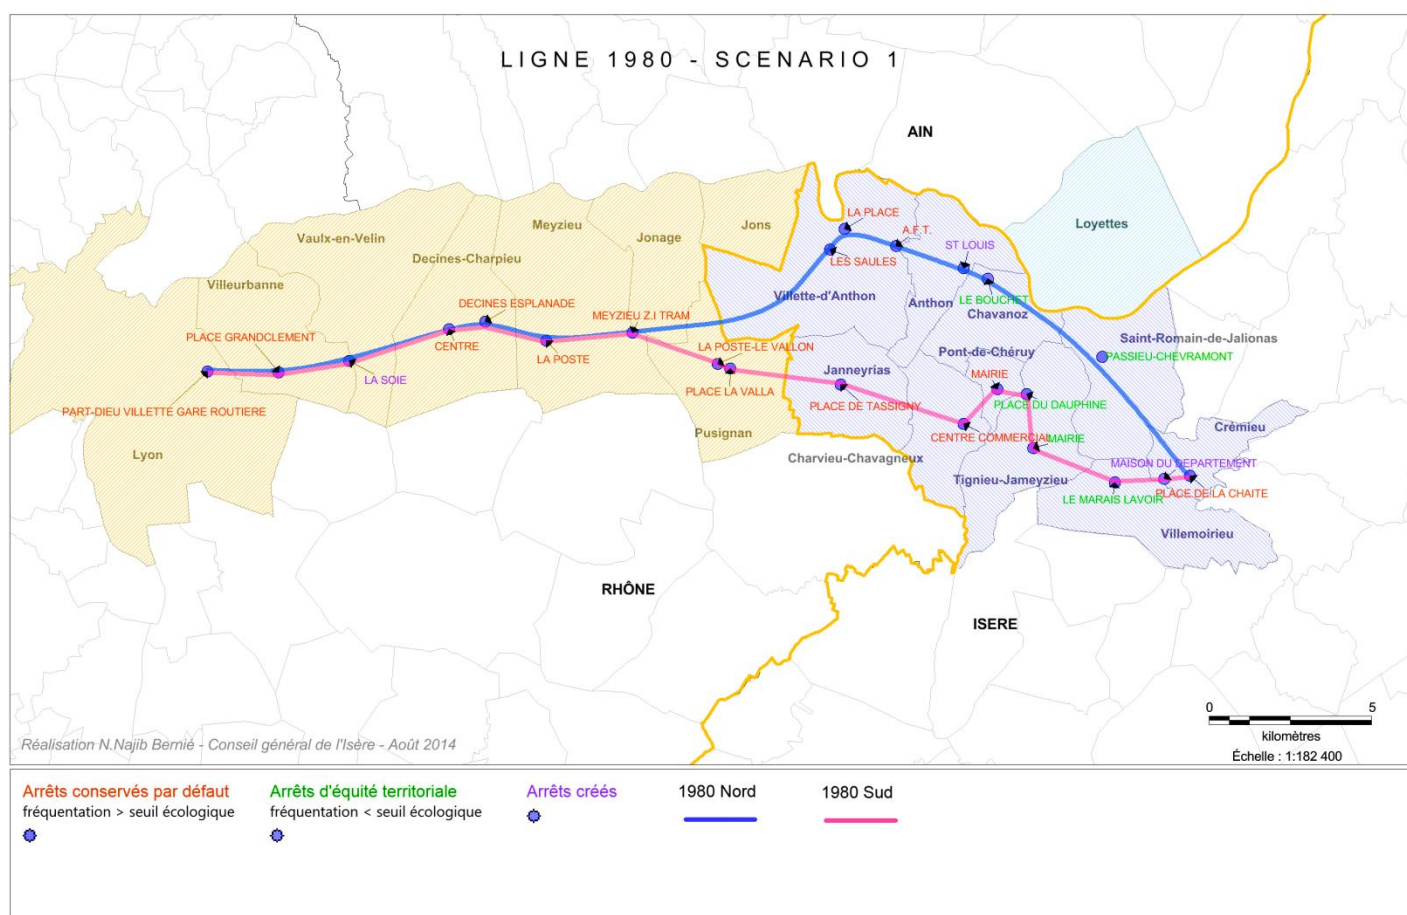 LIGNE 1980 - SCENARIO 1
AIN
LA PLACE
Loyettes
Meyzieu
Jons
A.F.T.
Vaulx-en-Velin
Jonage
ST LOUIS
Decines-Charpieu
LES SAULES
Villeurbanne
Villette-d'Anthon
Anthon
LE BOUCHET
Chavanoz
DECINES ESPLANADE
MEYZIEU Z.I TRAM
PLACE GRANDCLEMENT
Saint-Romain-de-Jalionas
CENTRE
LA POSTE-LE VALLON
Pont-de-Chéruy
LA POSTE
PASSIEU-CHEVRAMONT
Janneyrias
MAIRIE
LA SOIE
PLACE LA VALLA
PLACE DE TASSIGNY
PLACE DU DAUPHINE
PART-DIEU VILLETTE GARE ROUTIERE
Crémieu
Pusignan
CENTRE COMMERCIAL
MAIRIE
Lyon
Charvieu-Chavagneux
MAISON DU DEPARTEMENT
Tignieu-Jameyzieu
PLACE DE LA CHAITE
LE MARAIS LAVOIR
Villemoirieu
RHÔNE
ISERE
0 5
kilomètres
Réalisation N.Najib Bernié - Conseil général de l'Isère - Août 2014
Échelle : 1:182 400
Arrêts conservés par défaut
fréquentation > seuil écologique
Arrêts d'équité territoriale
fréquentation < seuil écologique
Arrêts créés
1980 Nord
1980 Sud